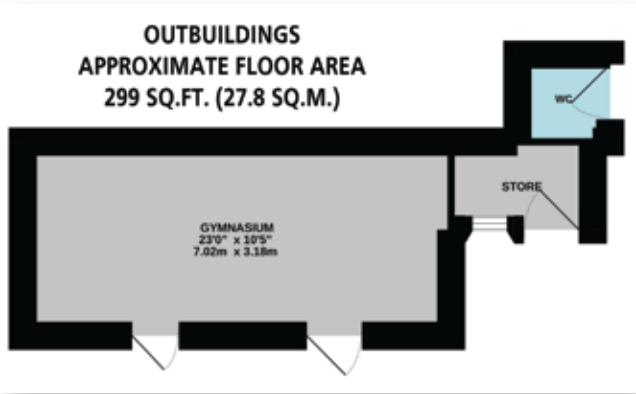 OUTBUILDINGS
APPROXIMATE FLOOR AREA
299 SQ.FT. (27.8 SQ.M.)
WC
STORE
GYMNASIUM
23'0" x 10'5"
7.02m x 3.18m